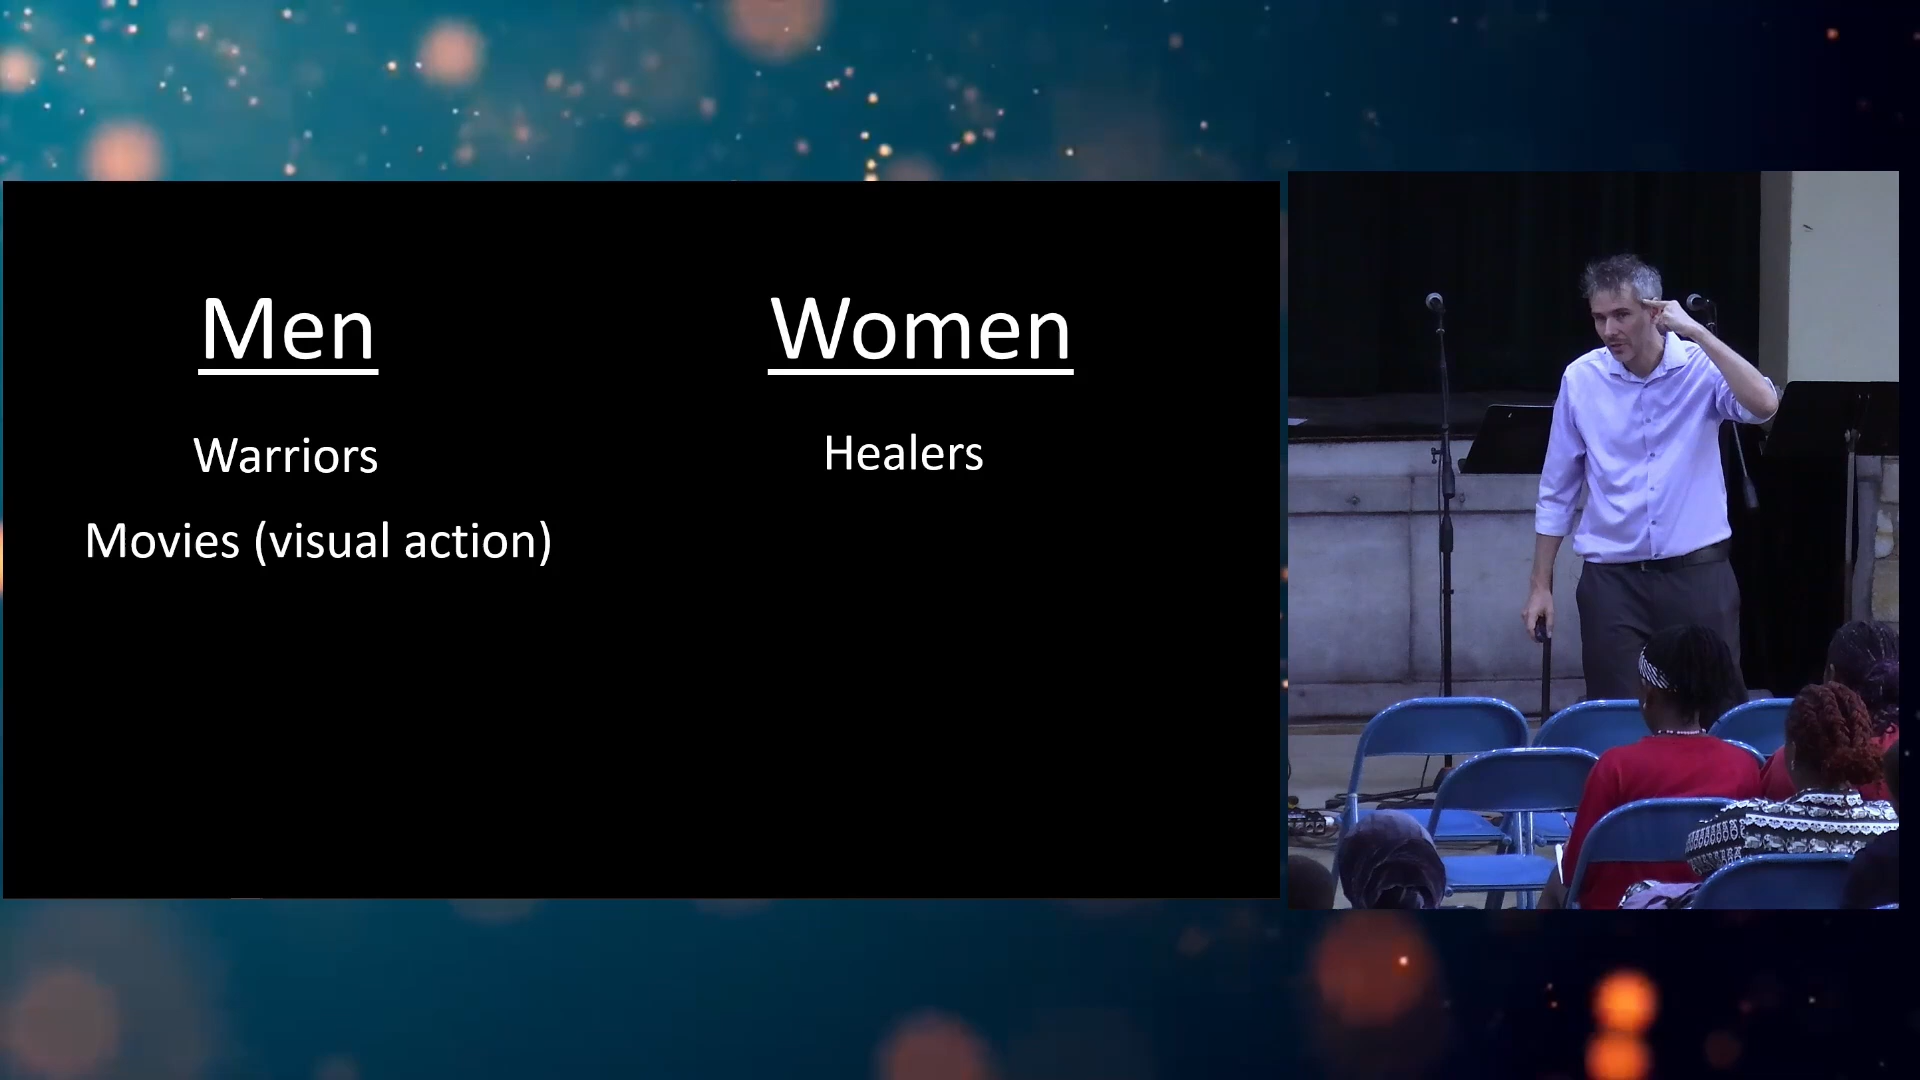 Men
Women
Warriors
Healers
Movies (visual action)